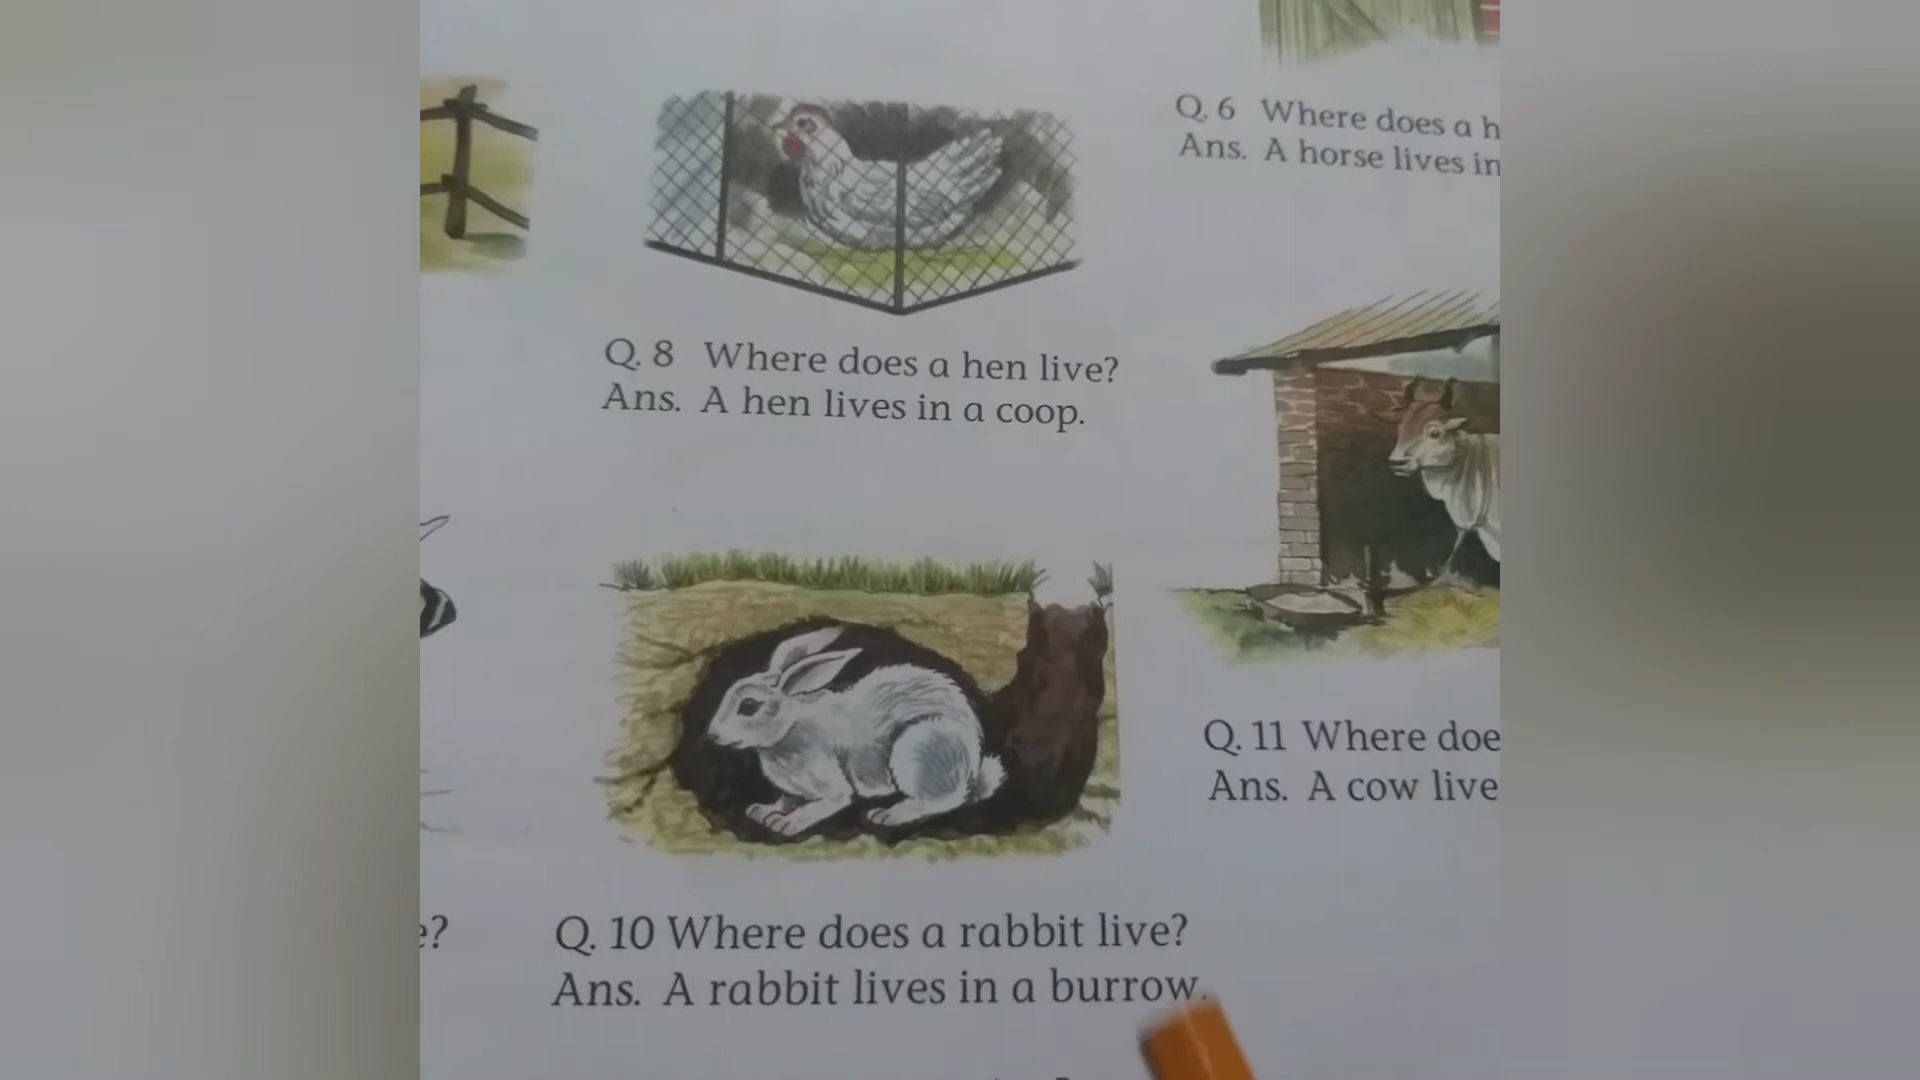 Q. 6 Where does a h
Ans. A horse lives in
Q. 8 Where does a hen live?
Ans. A hen lives in a coop.
Q. 11 Where doe
Ans. A cow live
e?
Q. 10 Where does a rabbit live?
Ans. A rabbit lives in a burrow.